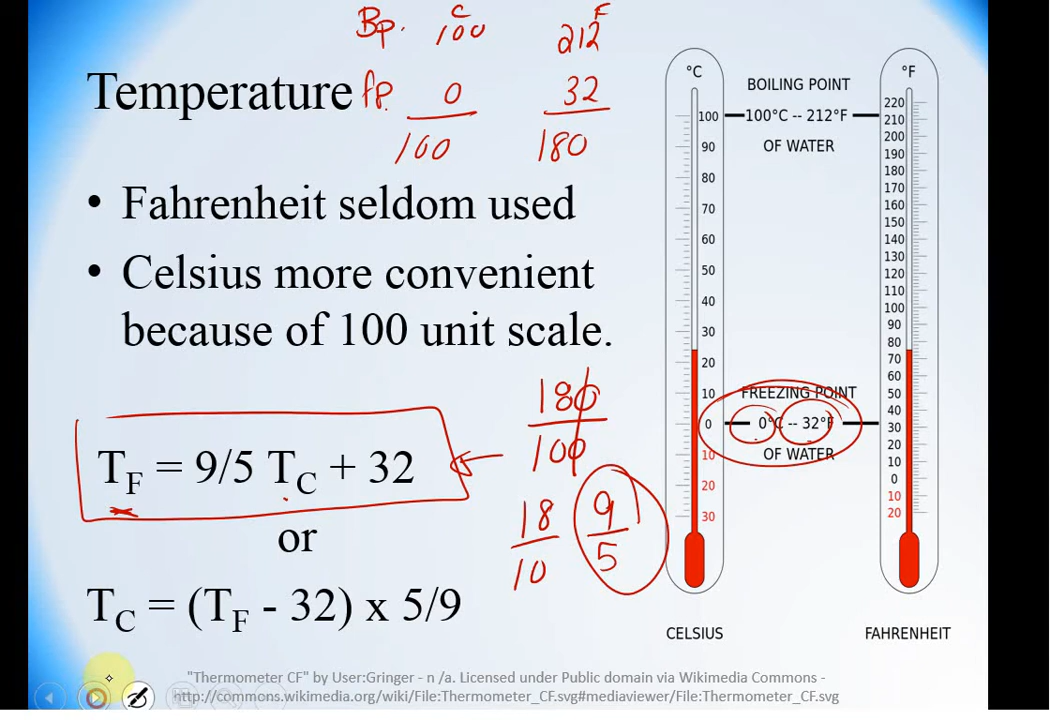 C F
Bp. 100 212
Temperature fp. 0 32
100 180
• Fahrenheit seldom used
• Celsius more convenient
because of 100 unit scale.
180
100
18 9
10 5
TF = 9/5 TC + 32
or
TC = (TF - 32) x 5/9
°C
100
90
80
70
60
50
40
30
20
10
0
10
20
30
CELSIUS
BOILING POINT
100°C -- 212°F
OF WATER
FREEZING POINT
0°C -- 32°F
OF WATER
°F
220
210
200
190
180
170
160
150
140
130
120
110
100
90
80
70
60
50
40
30
20
10
0
10
20
FAHRENHEIT
"Thermometer CF" by User:Gringer - n /a. Licensed under Public domain via Wikimedia Commons -
http://commons.wikimedia.org/wiki/File:Thermometer_CF.svg#mediaviewer/File:Thermometer_CF.svg